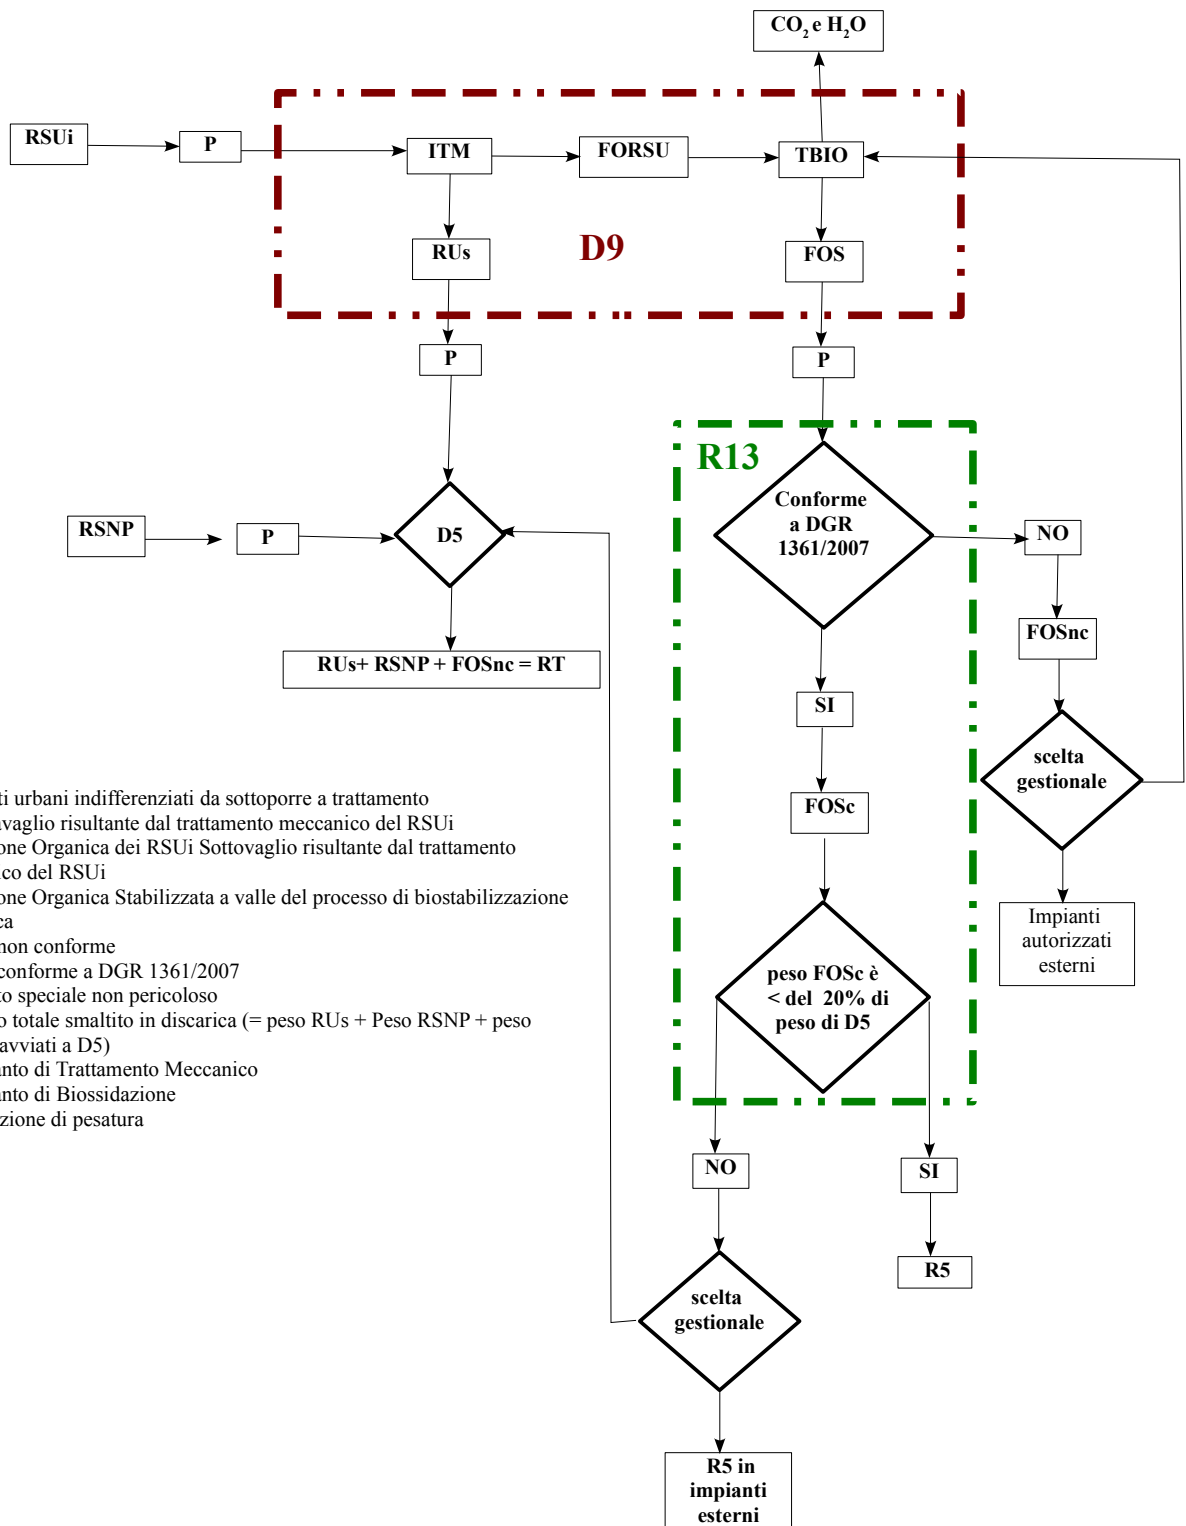 CO2 e H2O
RSUi
P
ITM
FORSU
TBIO
RUs
D9
FOS
P
P
R13
Conforme
a DGR
1361/2007
NO
RSNP
P
D5
FOSnc
RUs+ RSNP + FOSnc = RT
SI
scelta
gestionale
FOSc
ti urbani indifferenziati da sottoporre a trattamento
avaglio risultante dal trattamento meccanico del RSUi
one Organica dei RSUi Sottovaglio risultante dal trattamento
ico del RSUi
one Organica Stabilizzata a valle del processo di biostabilizzazione
ca
non conforme
conforme a DGR 1361/2007
to speciale non pericoloso
o totale smaltito in discarica (= peso RUs + Peso RSNP + peso
avviati a D5)
anto di Trattamento Meccanico
anto di Biossidazione
zione di pesatura
Impianti
autorizzati
esterni
peso FOSc è
< del 20% di
peso di D5
NO
SI
R5
scelta
gestionale
R5 in
impianti
esterni